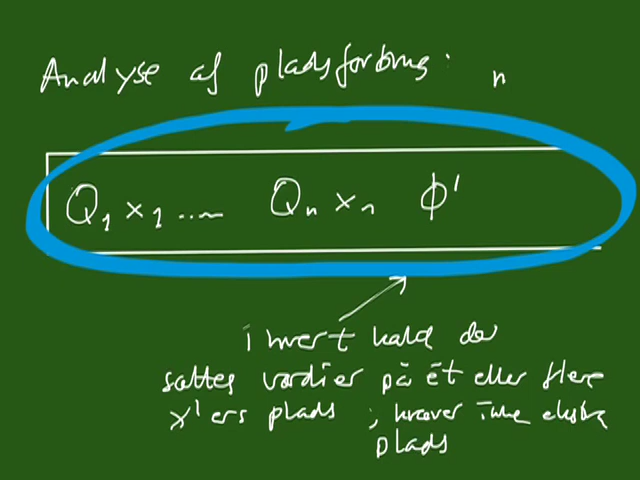 Analyse af pladsforbrug: n
Q₁ x₁ ..... Qₙ xₙ φ'
i hvert kald der
sættes værdier på ét eller flere
x'ers plads ; kræver ikke ekstra
plads